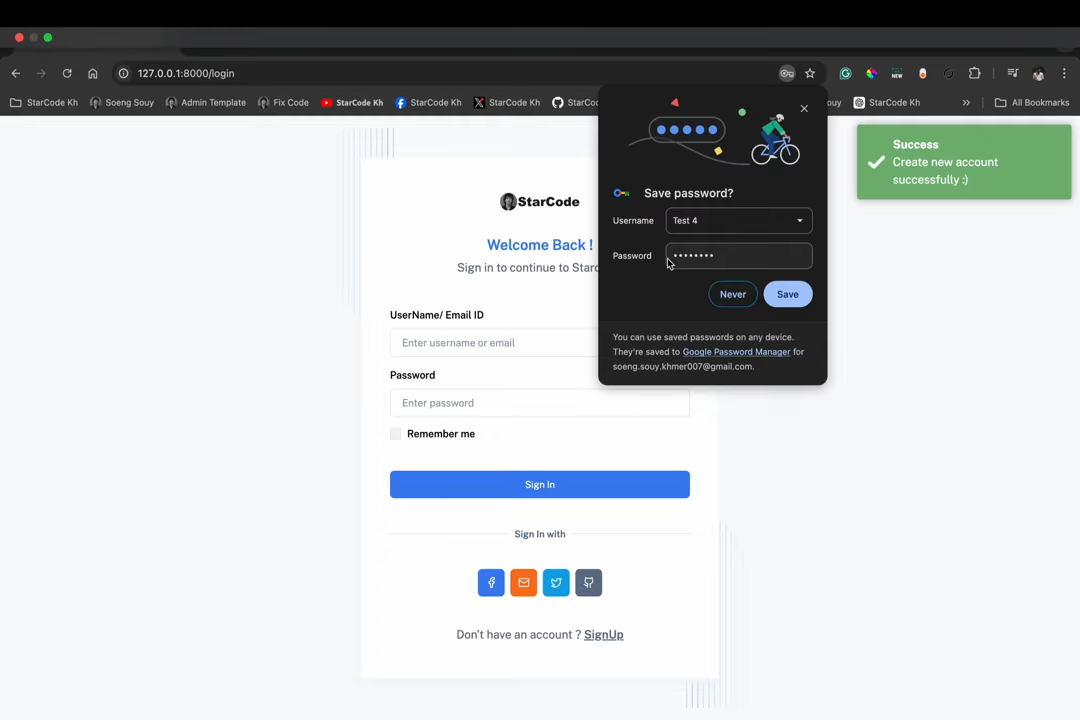 127.0.0.1:8000/login
StarCode Kh
Soeng Souy
Admin Template
Fix Code
StarCode Kh
StarCode Kh
StarCode Kh
StarCo
ouy
StarCode Kh
»
All Bookmarks
NEW
Success
Create new account
successfully :)
Save password?
Username
Test 4
Password
••••••••
Never
Save
You can use saved passwords on any device.
They're saved to Google Password Manager for
soeng.souy.khmer007@gmail.com.
StarCode
Welcome Back !
Sign in to continue to Starc
UserName/ Email ID
Enter username or email
Password
Enter password
Remember me
Sign In
Sign In with
Don't have an account ? SignUp